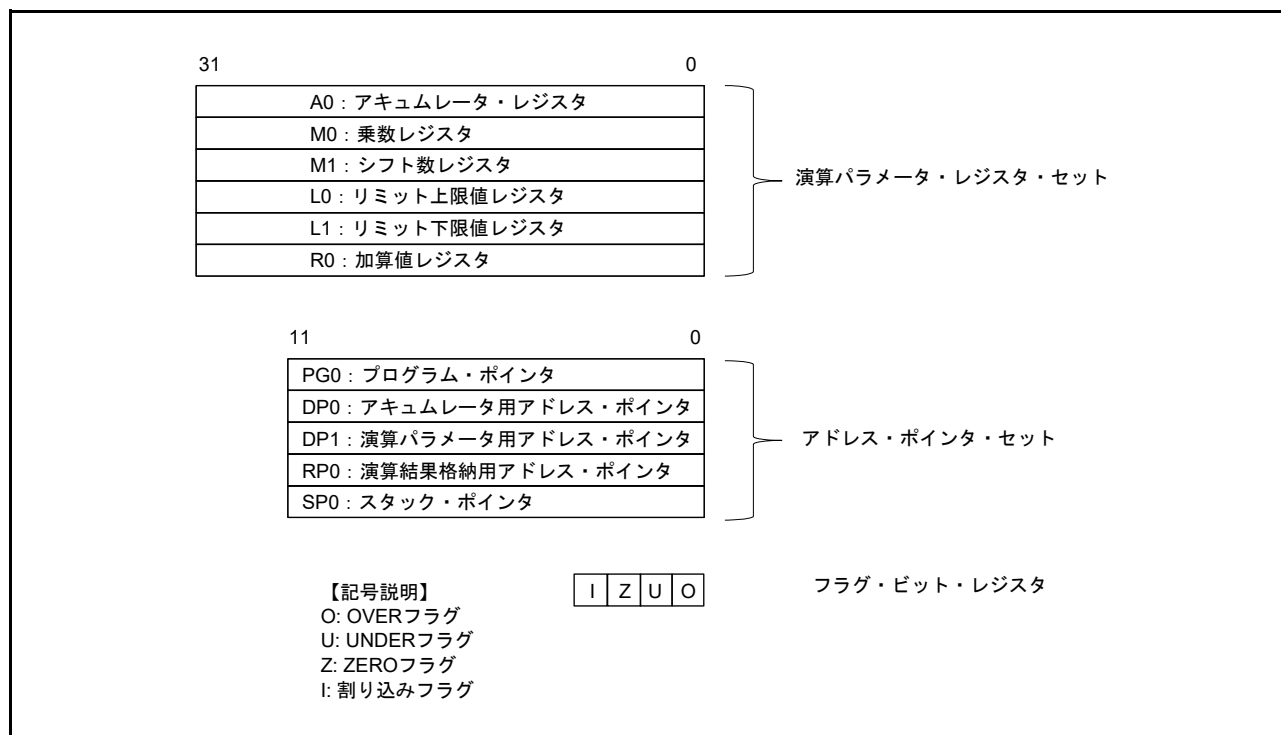 31 0
A0：アキュムレータ・レジスタ
M0：乗数レジスタ
M1：シフト数レジスタ
L0：リミット上限値レジスタ
L1：リミット下限値レジスタ
R0：加算値レジスタ
演算パラメータ・レジスタ・セット
11 0
PG0：プログラム・ポインタ
DP0：アキュムレータ用アドレス・ポインタ
DP1：演算パラメータ用アドレス・ポインタ
RP0：演算結果格納用アドレス・ポインタ
SP0：スタック・ポインタ
アドレス・ポインタ・セット
I Z U O
フラグ・ビット・レジスタ
【記号説明】
O: OVERフラグ
U: UNDERフラグ
Z: ZEROフラグ
I: 割り込みフラグ